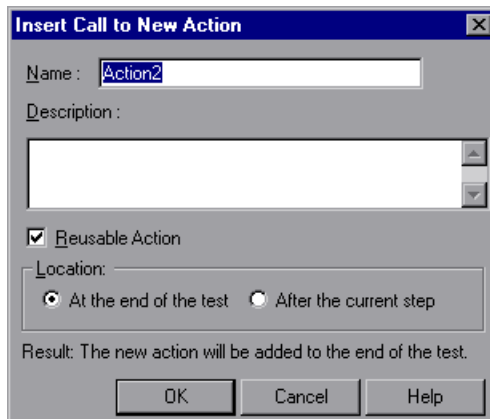 Insert Call to New Action
Name : Action2
Description :
Reusable Action
Location:
At the end of the test After the current step
Result: The new action will be added to the end of the test.
OK Cancel Help